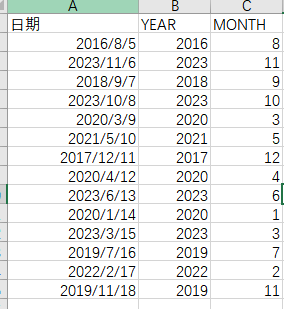 A B C
日期 YEAR MONTH
2016/8/5 2016 8
2023/11/6 2023 11
2018/9/7 2018 9
2023/10/8 2023 10
2020/3/9 2020 3
2021/5/10 2021 5
2017/12/11 2017 12
2020/4/12 2020 4
2023/6/13 2023 6
2020/1/14 2020 1
2023/3/15 2023 3
2019/7/16 2019 7
2022/2/17 2022 2
2019/11/18 2019 11